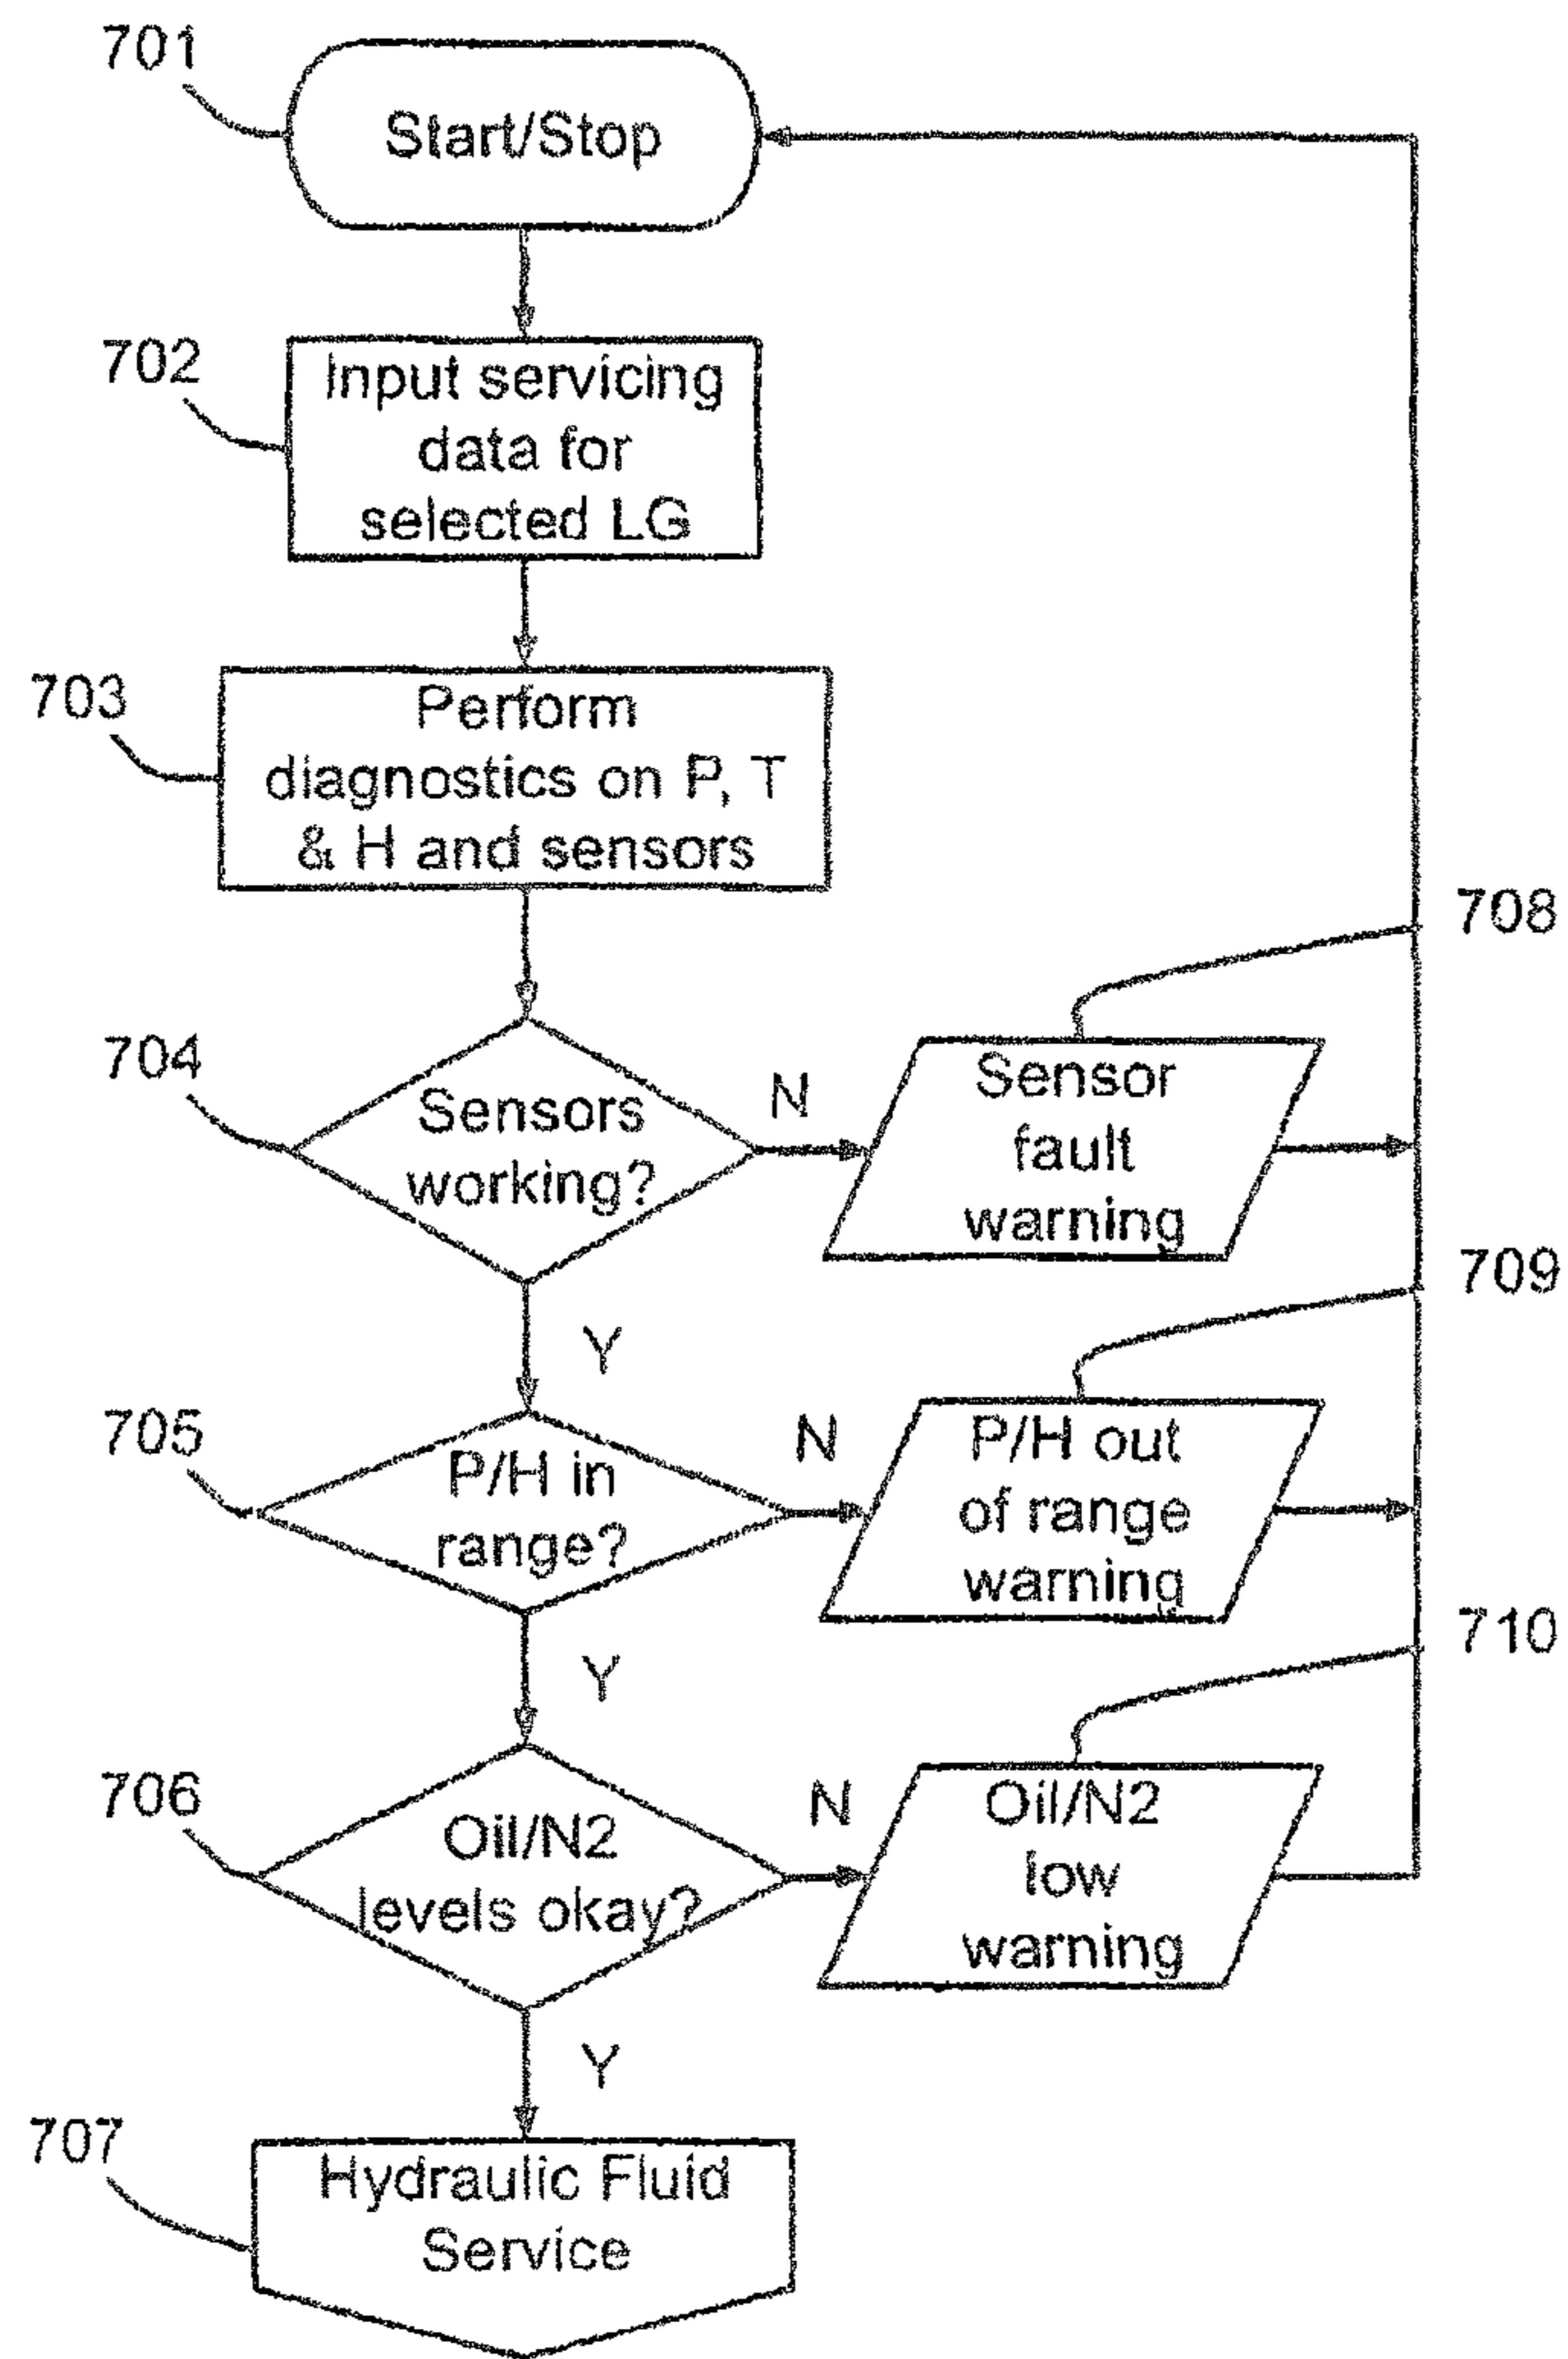 701
Start/Stop
702
Input servicing
data for
selected LG
703
Perform
diagnostics on P, T
& H and sensors
708
704
Sensors
working?
N
Sensor
fault
warning
Y
709
705
P/H in
range?
N
P/H out
of range
warning
Y
710
706
Oil/N2
levels okay?
N
Oil/N2
low
warning
Y
707
Hydraulic Fluid
Service